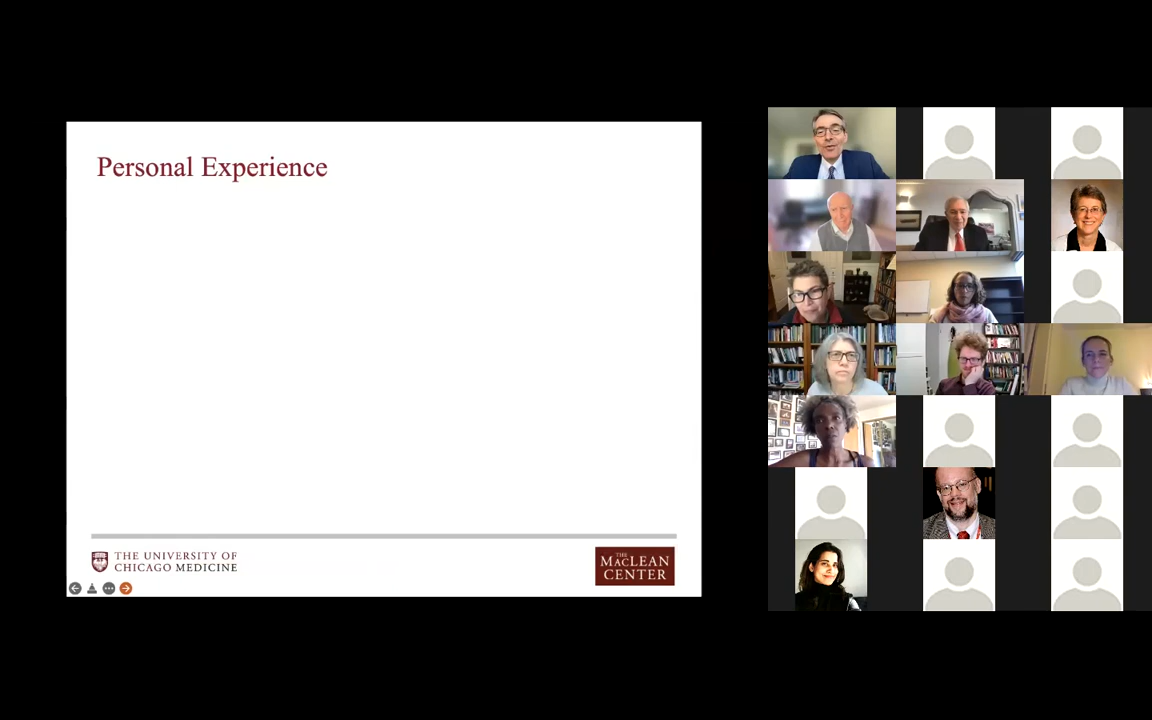 Personal Experience
THE UNIVERSITY OF
CHICAGO MEDICINE
THE
MACLEAN
CENTER